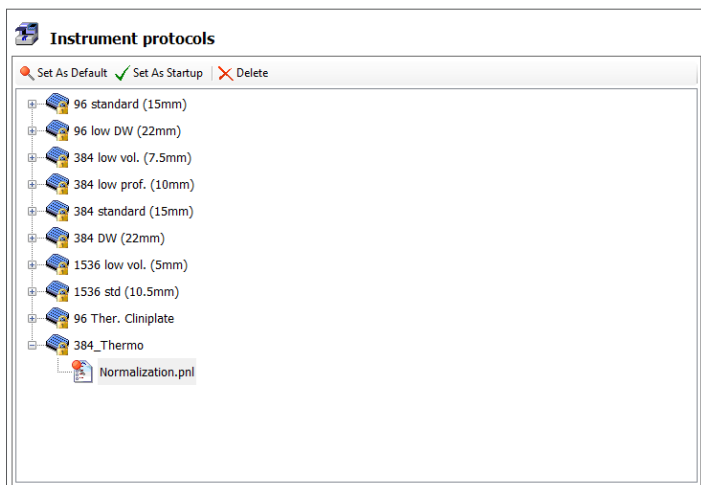 Instrument protocols
Set As Default Set As Startup Delete
96 standard (15mm)
96 low DW (22mm)
384 low vol. (7.5mm)
384 low prof. (10mm)
384 standard (15mm)
384 DW (22mm)
1536 low vol. (5mm)
1536 std (10.5mm)
96 Ther. Cliniplate
384_Thermo
Normalization.pnl